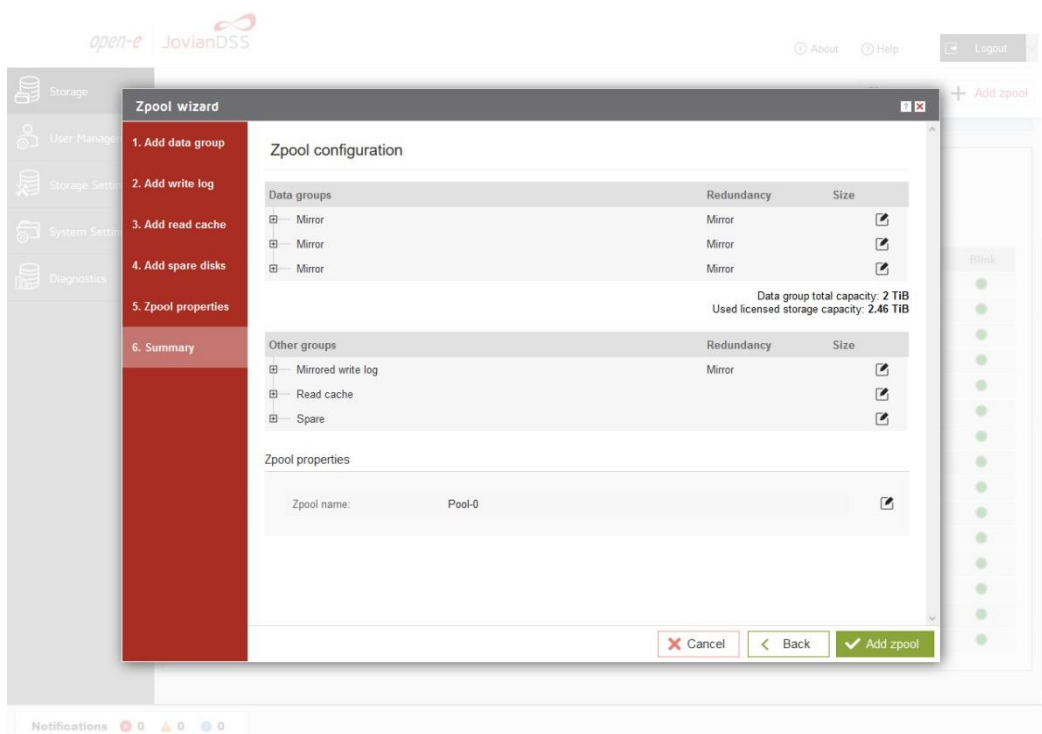 open-e JovianDSS
About Help Logout
Storage
Add zpool
Zpool wizard
User Manage
Storage Settin
System Settin
Diagnostics
1. Add data group
2. Add write log
3. Add read cache
4. Add spare disks
5. Zpool properties
6. Summary
Zpool configuration
Data groups Redundancy Size
Mirror Mirror
Mirror Mirror
Mirror Mirror
Data group total capacity: 2 TiB
Used licensed storage capacity: 2.46 TiB
Other groups Redundancy Size
Mirrored write log Mirror
Read cache
Spare
Zpool properties
Zpool name: Pool-0
Blink
Cancel Back Add zpool
Notifications 0 0 0